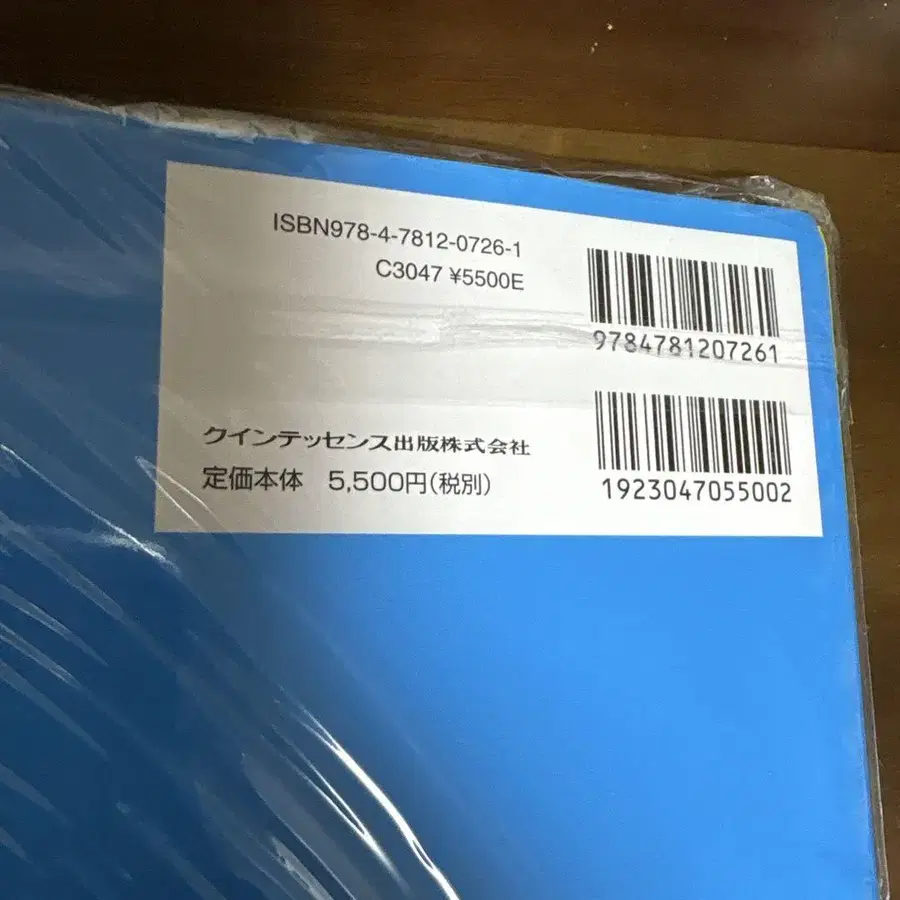 ISBN978-4-7812-0726-1
C3047 ¥5500E
9784781207261
クインテッセンス出版株式会社
定価本体 5,500円(税別)
1923047055002